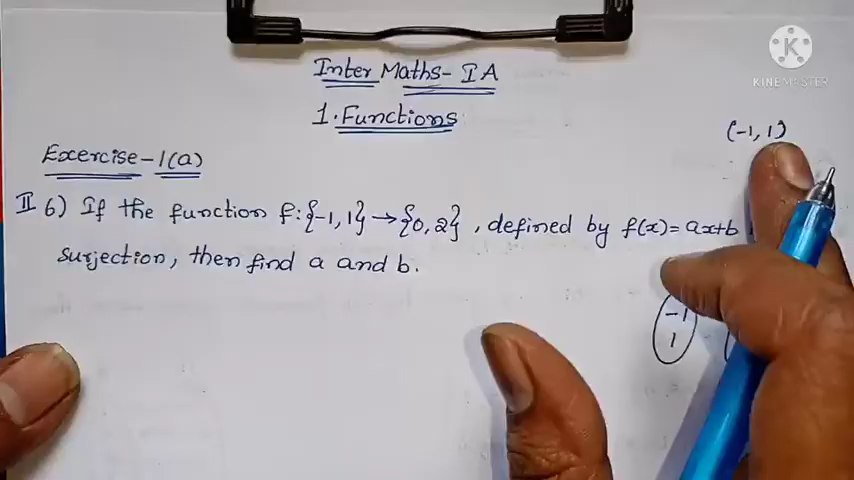 KINEMASTER
Inter Maths- I A
1. Functions
(-1, 1)
Exercise-1(a)
II 6) If the function f:{-1, 1}→{0, 2}, defined by f(x)= ax+b
surjection, then find a and b.
-1
1